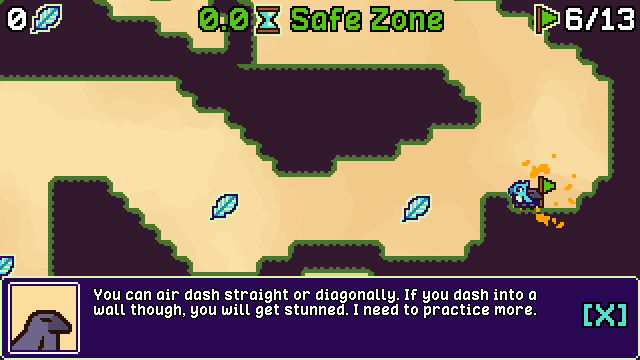 0 0.0 Safe Zone 6/13
You can air dash straight or diagonally. If you dash into a
wall though, you will get stunned. I need to practice more.
[X]